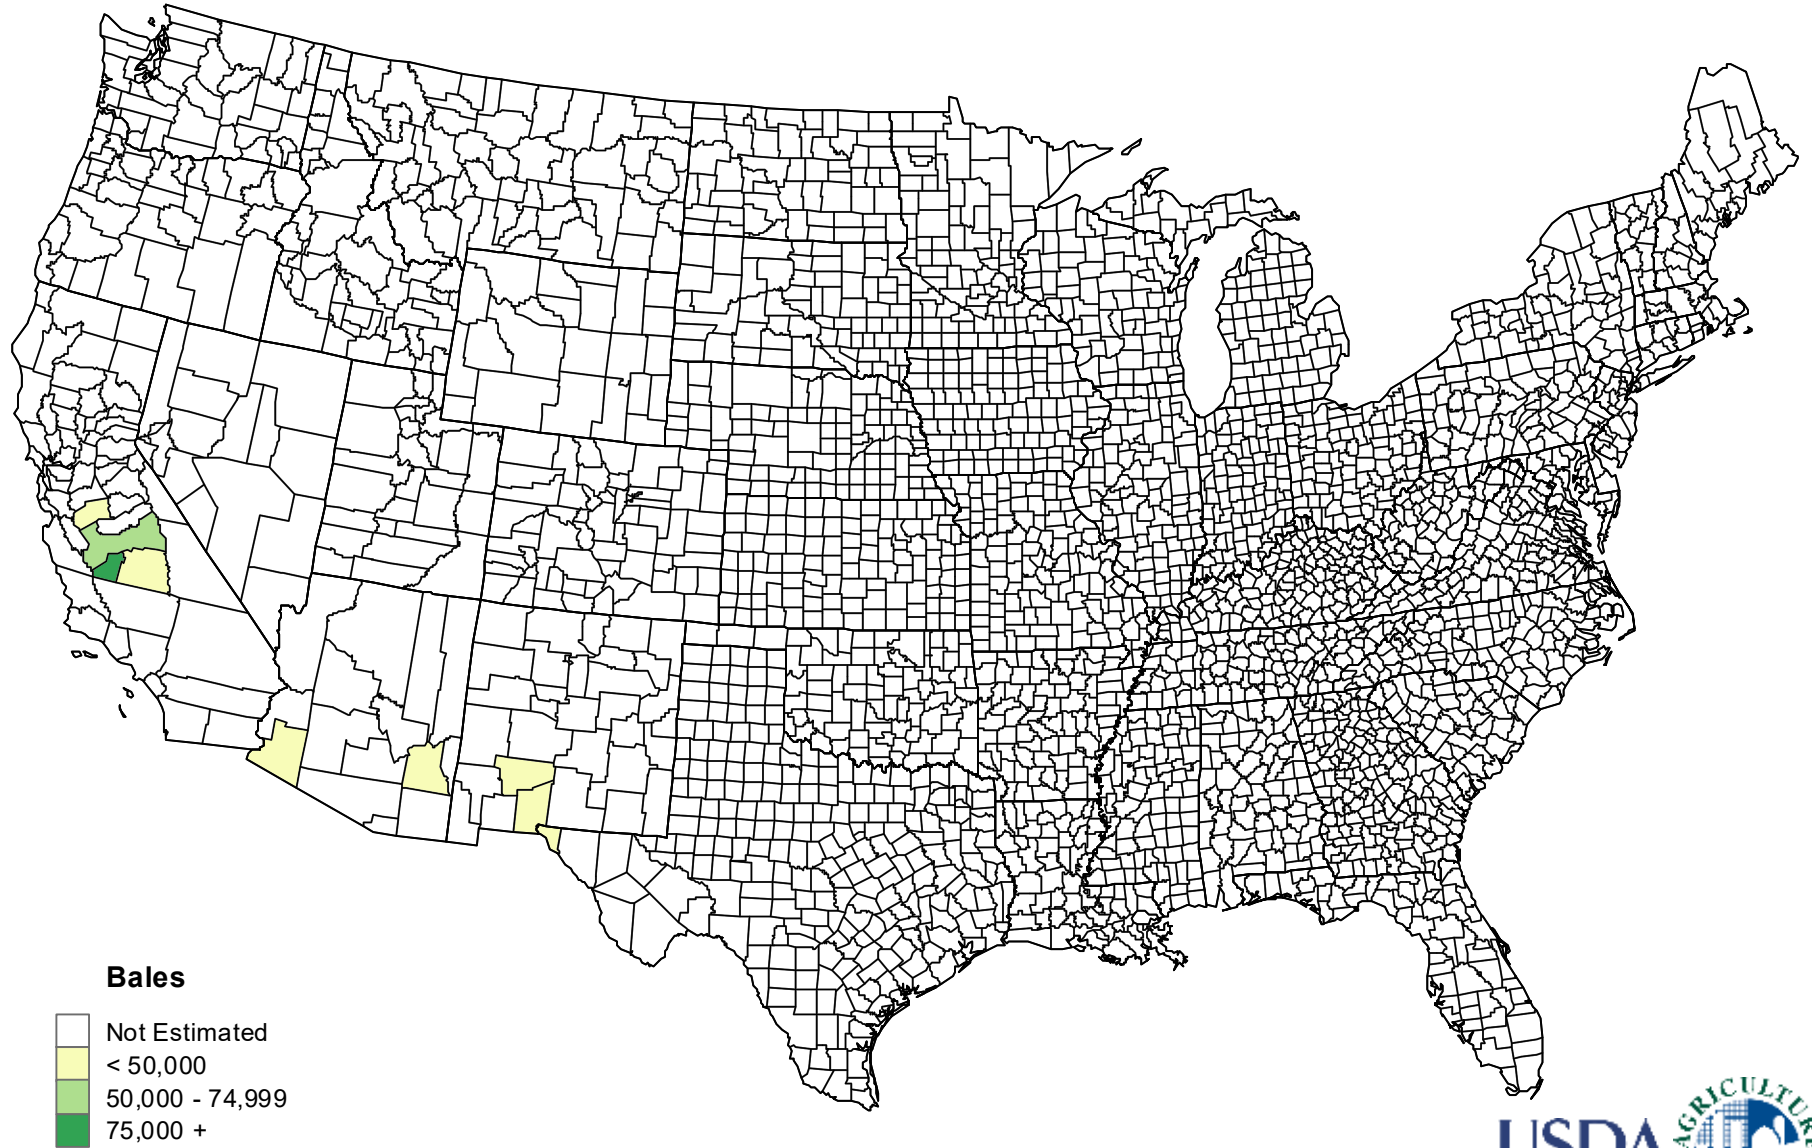 Bales
Not Estimated
< 50,000
50,000 - 74,999
75,000 +
USDA